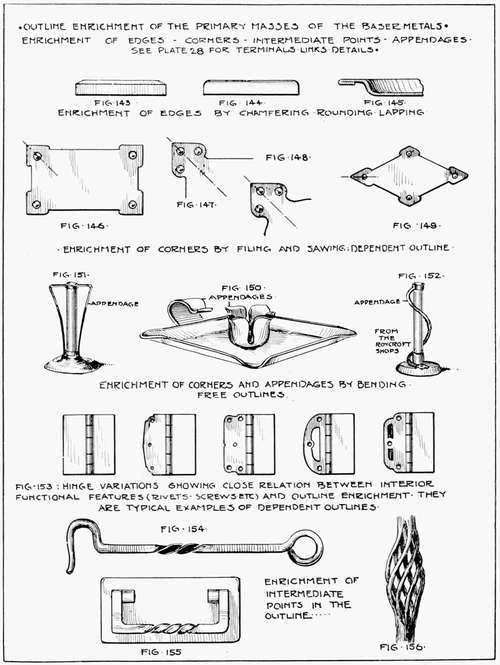 •OUTLINE ENRICHMENT OF THE PRIMARY MASSES OF THE BASER METALS•
ENRICHMENT OF EDGES - CORNERS - INTERMEDIATE POINTS - APPENDAGES -
SEE PLATE 28 FOR TERMINALS·LINKS·DETAILS•
FIG·143 FIG·144· FIG·145·
ENRICHMENT OF EDGES BY CHAMFERING·ROUNDING·LAPPING
FIG·148·
FIG·147·
FIG·146· FIG·149·
·ENRICHMENT OF CORNERS BY FILING AND SAWING:DEPENDENT OUTLINE·
FIG·151· FIG·150· FIG·152·
APPENDAGES·
APPENDAGE APPENDAGE
FROM
THE
ROYCROFT
SHOPS
ENRICHMENT OF CORNERS AND APPENDAGES BY BENDING·
FREE OUTLINES
FIG·153: HINGE VARIATIONS SHOWING CLOSE RELATION BETWEEN INTERIOR
FUNCTIONAL FEATURES (RIVETS· SCREWS ETC) AND OUTLINE ENRICHMENT· THEY
ARE TYPICAL EXAMPLES OF DEPENDENT OUTLINES·
FIG·154·
ENRICHMENT OF
INTERMEDIATE
POINTS IN THE
OUTLINE·····
FIG·155 FIG·156·